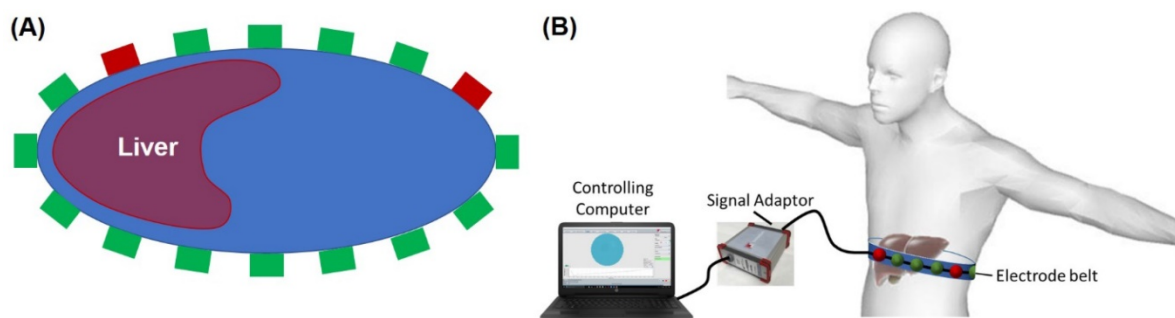 (A)
Liver
(B)
Controlling
Computer
Signal Adaptor
Electrode belt